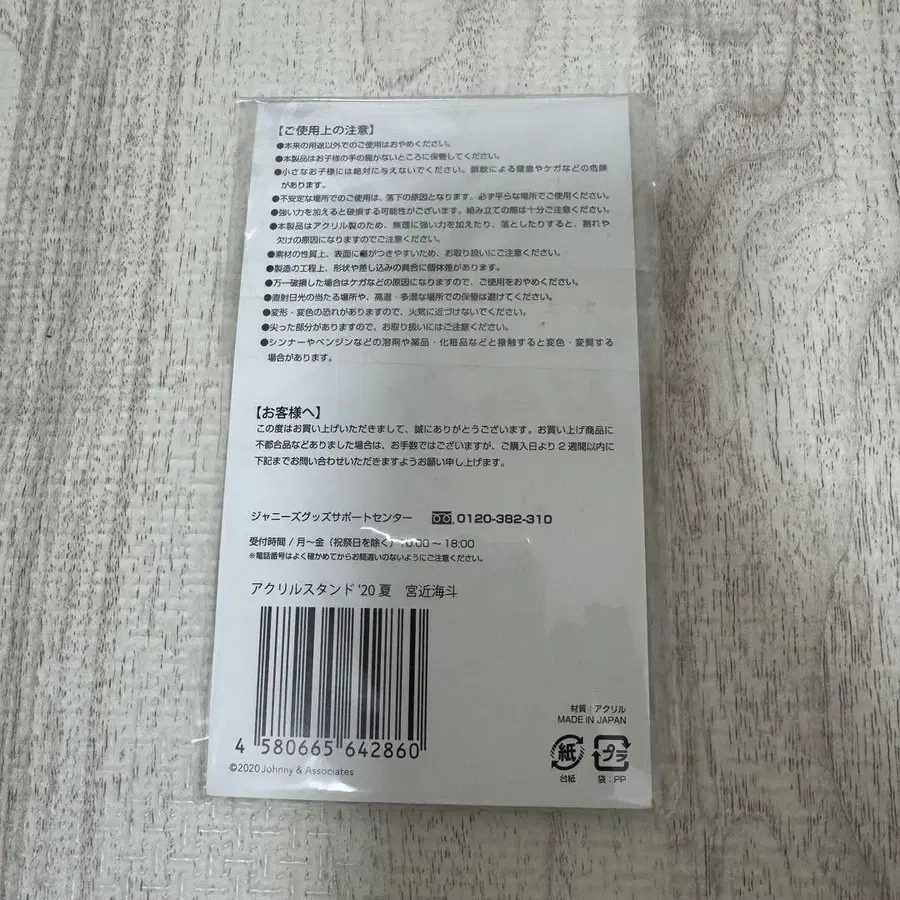 【ご使用上の注意】
●本来の用途以外でのご使用はおやめください。
●本製品はお子様の手の届かないところに保管してください。
●小さなお子様には絶対に与えないでください。誤飲による窒息やケガなどの危険
があります。
●不安定な場所でのご使用は、落下の原因となります。必ず平らな場所でご使用ください。
●強い力を加えると破損する可能性がございます。組み立ての際は十分ご注意ください。
●本製品はアクリル製のため、無理に強い力を加えたり、落としたりすると、割れや
欠けの原因になりますのでご注意ください。
●素材の性質上、表面に傷がつきやすいため、お取り扱いにご注意ください。
●製造の工程上、形状や差し込みの具合に個体差があります。
●万一破損した場合はケガなどの原因になりますので、ご使用をおやめください。
●直射日光の当たる場所や、高温・多湿な場所での保管は避けてください。
●変形・変色の恐れがありますので、火気に近づけないでください。
●尖った部分がありますので、お取り扱いにはご注意ください。
●シンナーやベンジンなどの溶剤や薬品・化粧品などと接触すると変色・変質する
場合があります。
【お客様へ】
この度はお買い上げいただきまして、誠にありがとうございます。お買い上げ商品に
不都合品などありました場合は、お手数ではございますが、ご購入日より2週間以内に
下記までお問い合わせいただきますようお願い申し上げます。
ジャニーズグッズサポートセンター 0120-382-310
受付時間/月~金(祝祭日を除く)10:00~18:00
※電話番号はよく確かめてからお間違いのないようにご注意ください。
アクリルスタンド'20夏 宮近海斗
4 580665 642860
©2020 Johnny & Associates
材質:アクリル
MADE IN JAPAN
紙 プラ
台紙 袋:PP